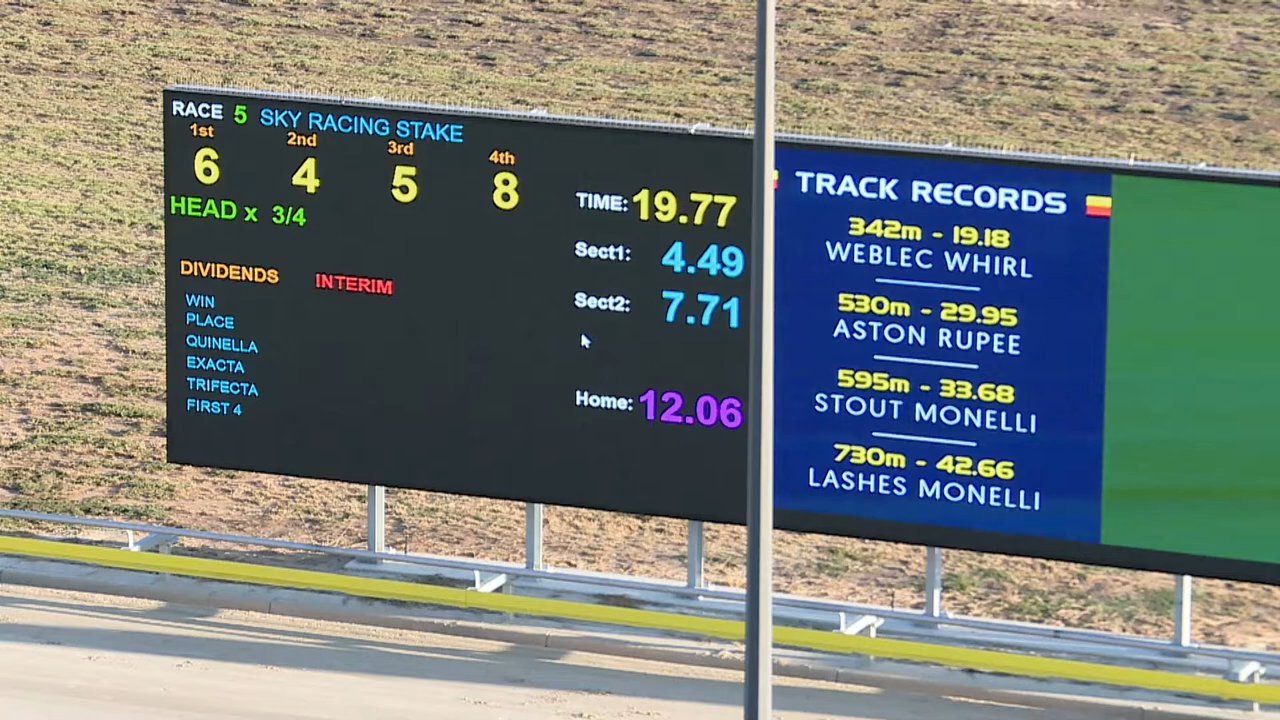 RACE 5 SKY RACING STAKE
1st 2nd 3rd 4th
6 4 5 8
HEAD x 3/4
DIVIDENDS INTERIM
WIN
PLACE
QUINELLA
EXACTA
TRIFECTA
FIRST 4
TIME: 19.77
Sect1: 4.49
Sect2: 7.71
Home: 12.06
TRACK RECORDS
342m - 19.18
WEBLEC WHIRL
530m - 29.95
ASTON RUPEE
595m - 33.68
STOUT MONELLI
730m - 42.66
LASHES MONELLI